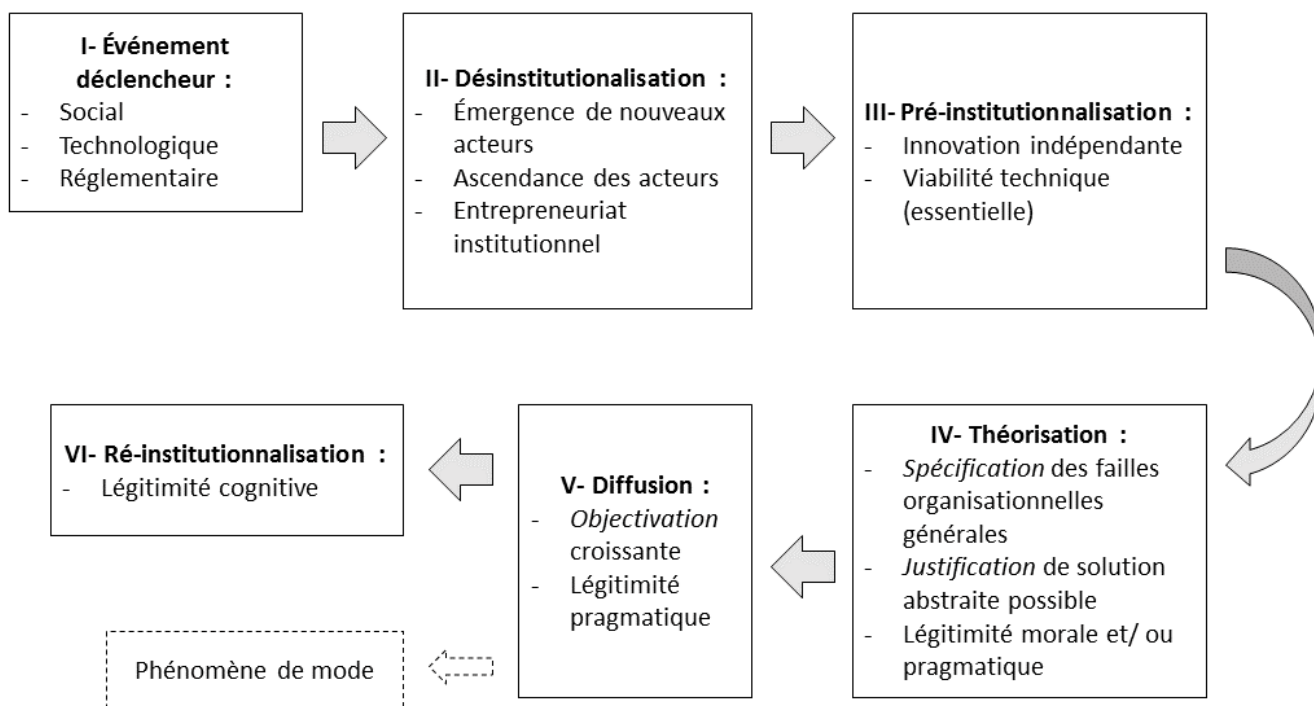 I- Événement
déclencheur :
- Social
- Technologique
- Réglementaire
II- Désinstitutionalisation :
- Émergence de nouveaux
acteurs
- Ascendance des acteurs
- Entrepreneuriat
institutionnel
III- Pré-institutionnalisation :
- Innovation indépendante
- Viabilité technique
(essentielle)
IV- Théorisation :
- Spécification des failles
organisationnelles
générales
- Justification de solution
abstraite possible
- Légitimité morale et/ ou
pragmatique
V- Diffusion :
- Objectivation
croissante
- Légitimité
pragmatique
VI- Ré-institutionnalisation :
- Légitimité cognitive
Phénomène de mode